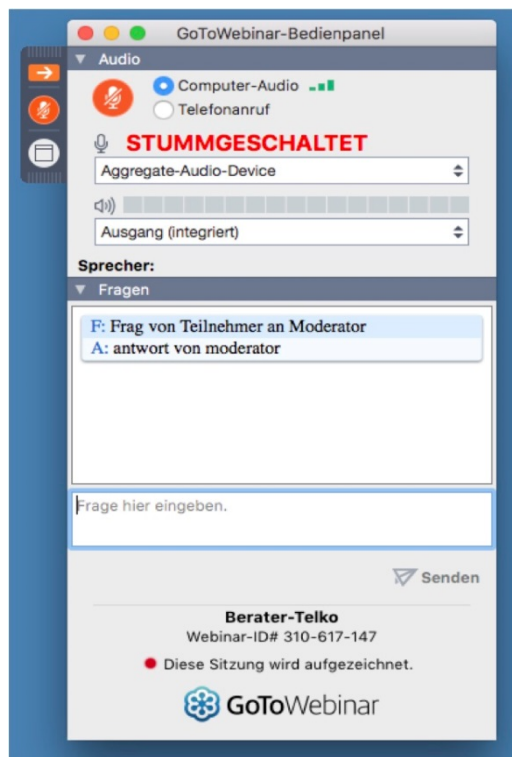 GoToWebinar-Bedienpanel
Audio
Computer-Audio
Telefonanruf
STUMMGESCHALTET
Aggregate-Audio-Device
Ausgang (integriert)
Sprecher:
Fragen
F: Frag von Teilnehmer an Moderator
A: antwort von moderator
Frage hier eingeben.
Senden
Berater-Telko
Webinar-ID# 310-617-147
Diese Sitzung wird aufgezeichnet.
GoToWebinar